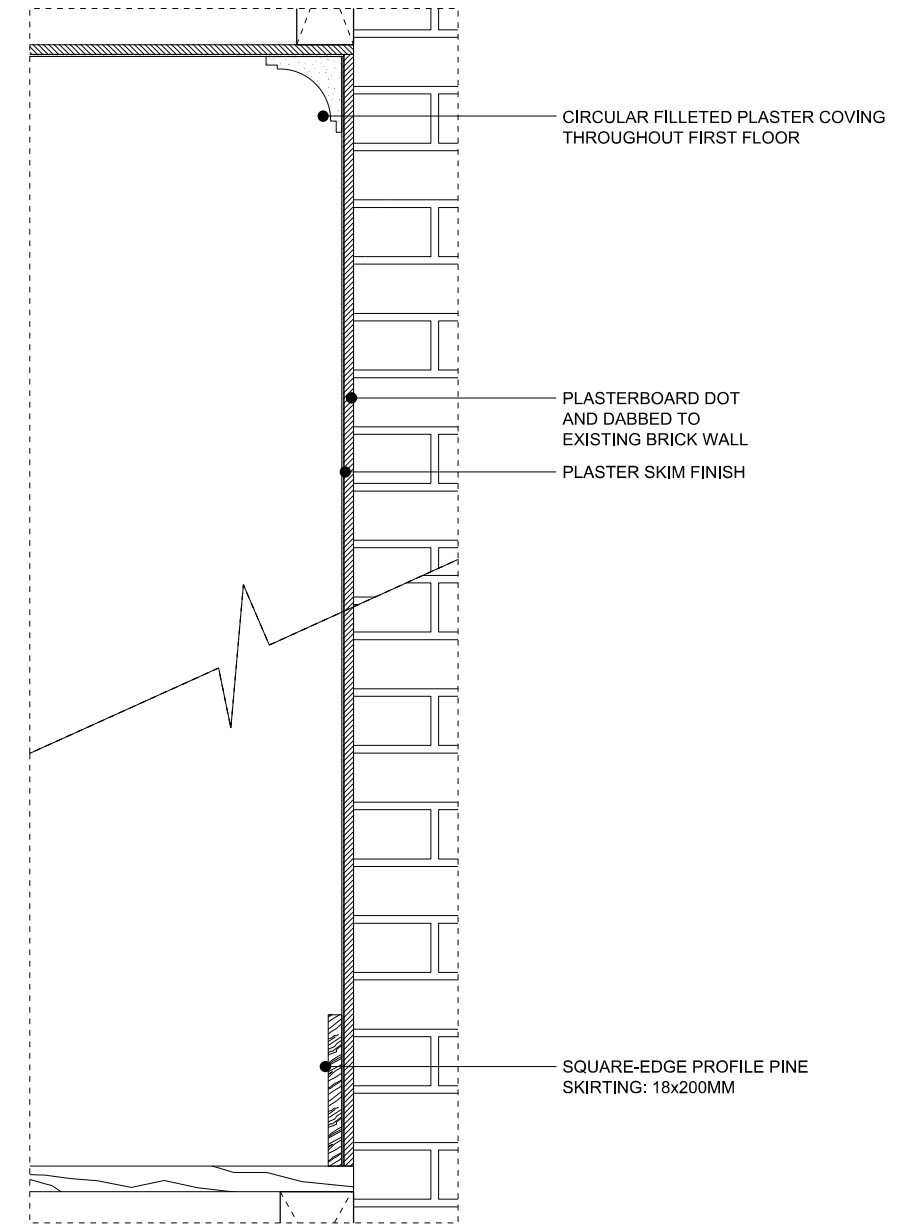 CIRCULAR FILLETED PLASTER COVING
THROUGHOUT FIRST FLOOR
PLASTERBOARD DOT
AND DABBED TO
EXISTING BRICK WALL
PLASTER SKIM FINISH
SQUARE-EDGE PROFILE PINE
SKIRTING: 18x200MM